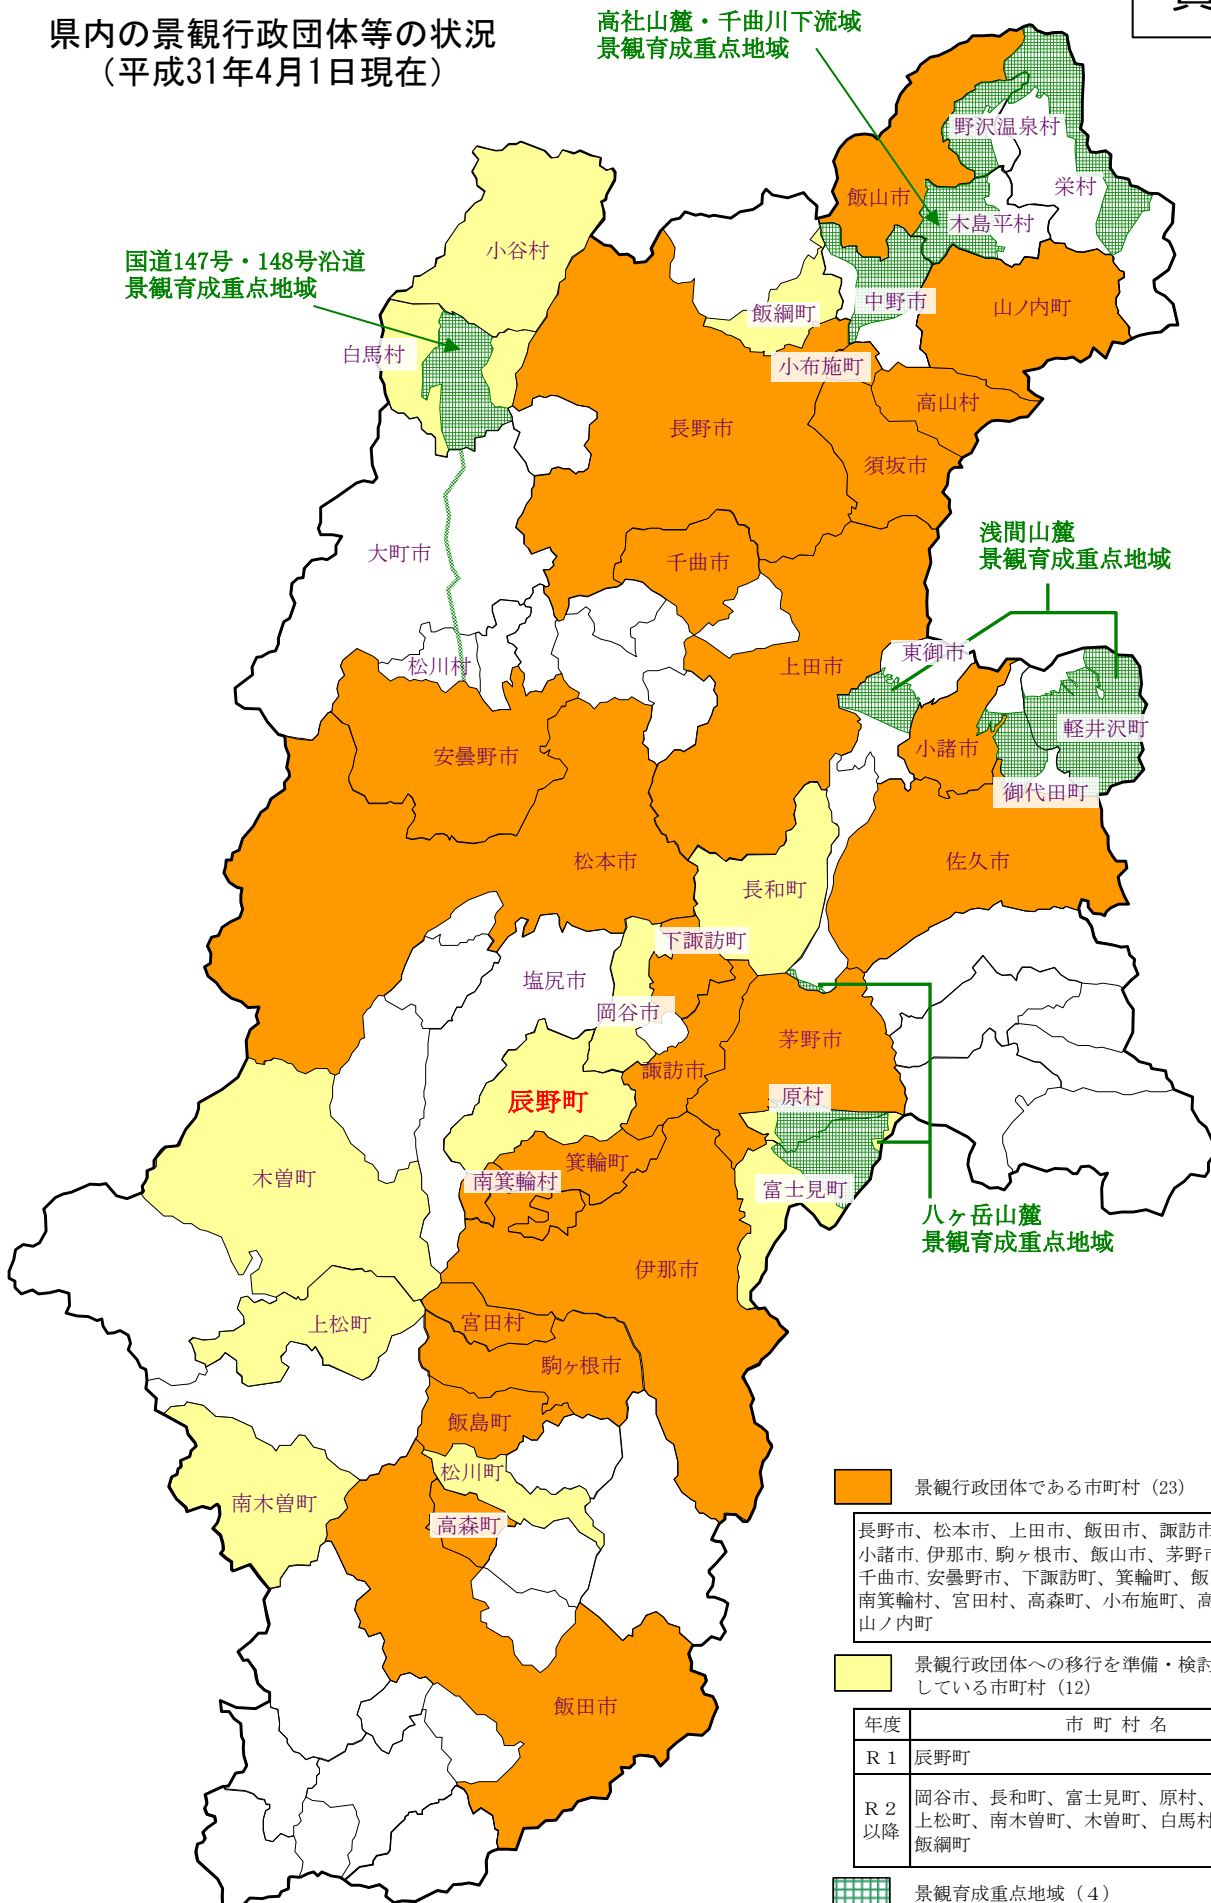 県内の景観行政団体等の状況
（平成31年4月1日現在）
高社山麓・千曲川下流域
景観育成重点地域
野沢温泉村
栄村
飯山市
木島平村
小谷村
国道147号・148号沿道
景観育成重点地域
中野市
山ノ内町
飯綱町
白馬村
小布施町
高山村
長野市
須坂市
浅間山麓
景観育成重点地域
大町市
千曲市
松川村
上田市
東御市
軽井沢町
安曇野市
小諸市
御代田町
松本市
佐久市
長和町
下諏訪町
塩尻市
岡谷市
茅野市
諏訪市
辰野町
原村
箕輪町
木曽町
南箕輪村
富士見町
八ヶ岳山麓
景観育成重点地域
伊那市
上松町
宮田村
駒ヶ根市
飯島町
松川町
南木曽町
高森町
飯田市
景観行政団体である市町村（23）
長野市、松本市、上田市、飯田市、諏訪市
小諸市、伊那市、駒ヶ根市、飯山市、茅野
千曲市、安曇野市、下諏訪町、箕輪町、飯
南箕輪村、宮田村、高森町、小布施町、高
山ノ内町
景観行政団体への移行を準備・検討
している市町村（12）
年度 市 町 村 名
Ｒ１ 辰野町
Ｒ２
以降
岡谷市、長和町、富士見町、原村、
上松町、南木曽町、木曽町、白馬村
飯綱町
景観育成重点地域（４）